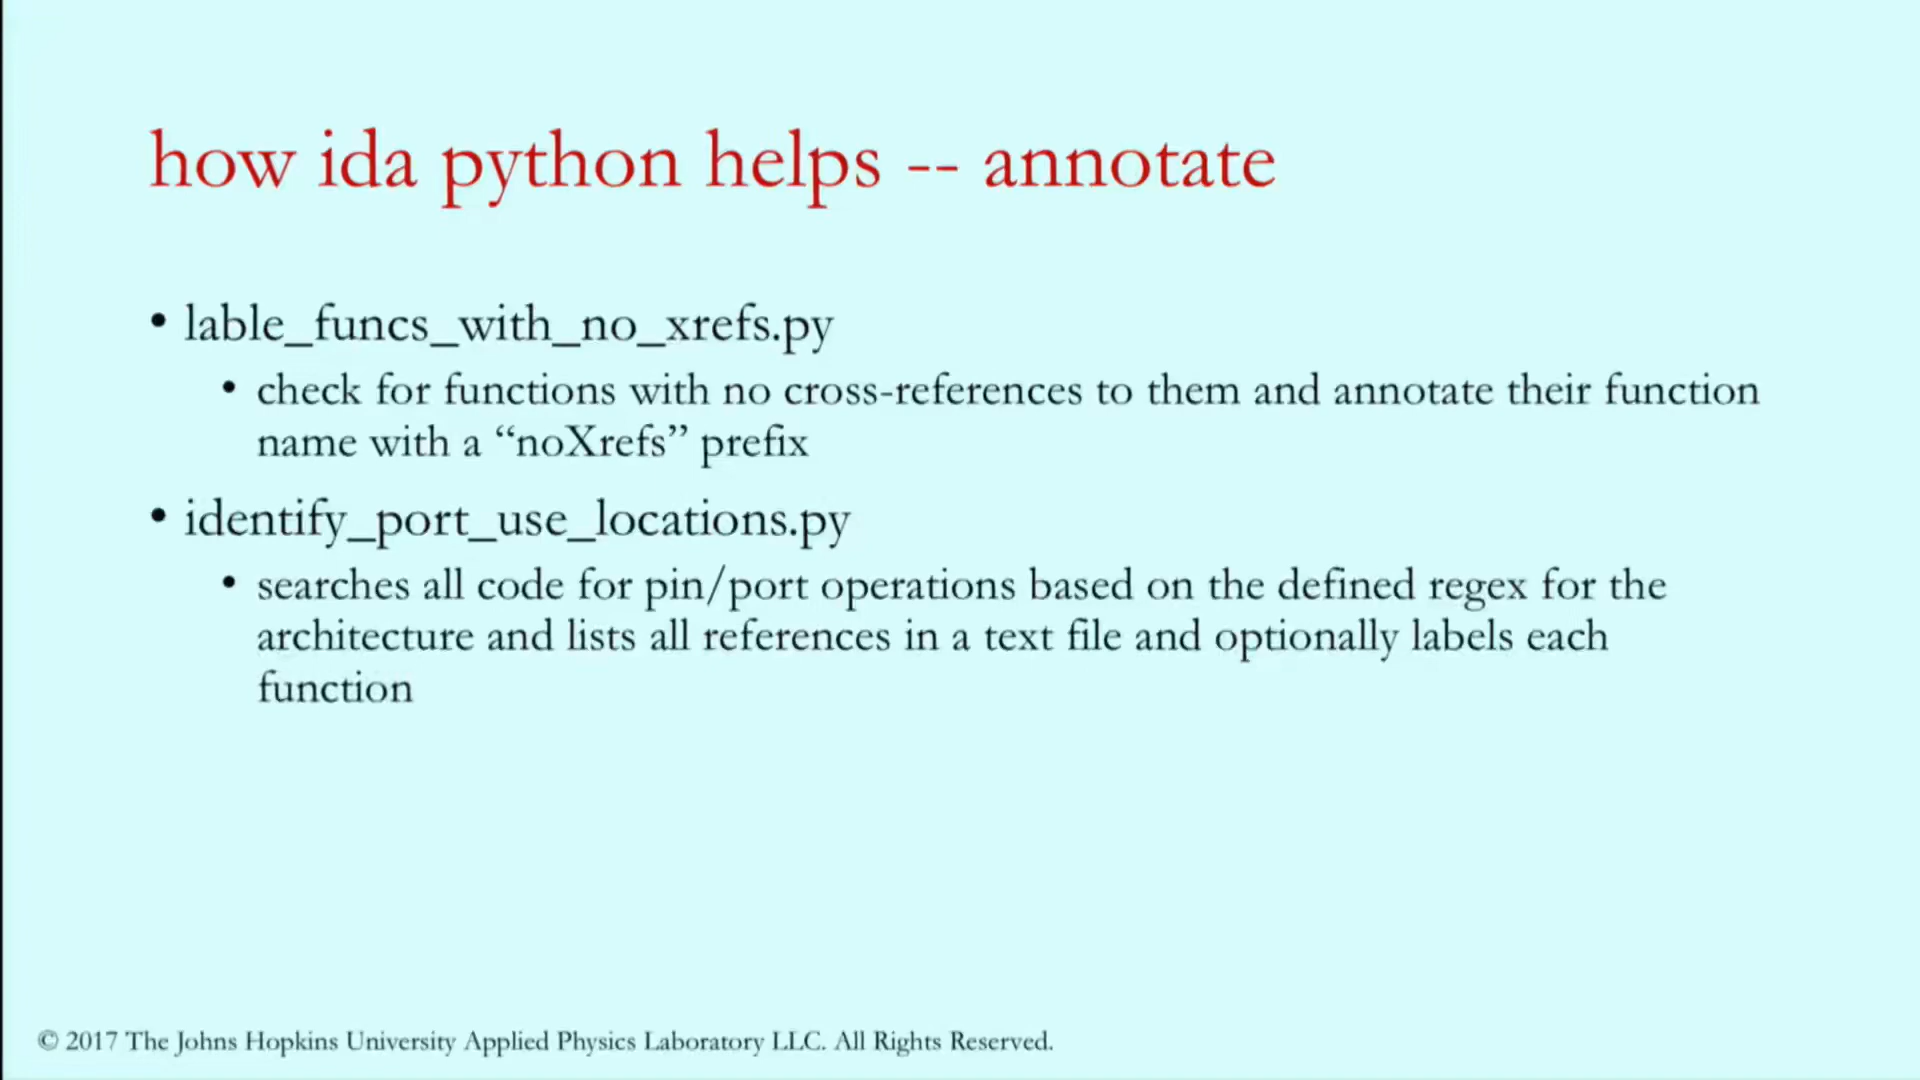 how ida python helps -- annotate
• lable_funcs_with_no_xrefs.py
• check for functions with no cross-references to them and annotate their function
name with a “noXrefs” prefix
• identify_port_use_locations.py
• searches all code for pin/port operations based on the defined regex for the
architecture and lists all references in a text file and optionally labels each
function
© 2017 The Johns Hopkins University Applied Physics Laboratory LLC. All Rights Reserved.